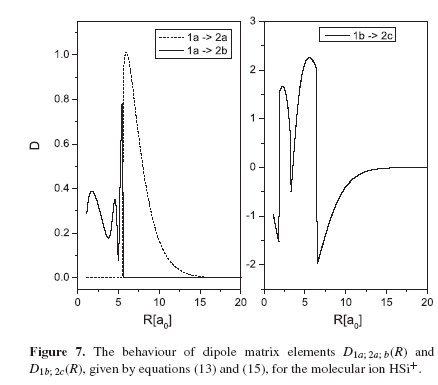 1a -> 2a
1a -> 2b
1b -> 2c
D
1.0
0.8
0.6
0.4
0.2
0.0
3
2
1
0
-1
-2
0 5 10 15 20
0 5 10 15 20
R[a₀]
R[a₀]
Figure 7. The behaviour of dipole matrix elements D1a; 2a; b(R) and
D1b; 2c(R), given by equations (13) and (15), for the molecular ion HSi⁺.